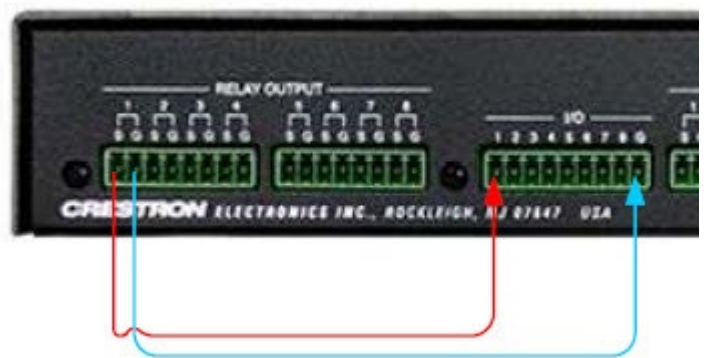 RELAY OUTPUT
1 2 3 4 5 6 7 8
S G S G S G S G S G S G S G S G
I/O
1 2 3 4 5 6 7 8 G
1
S G
CRESTRON ELECTRONICS INC., ROCKLEIGH, NJ 07647 USA